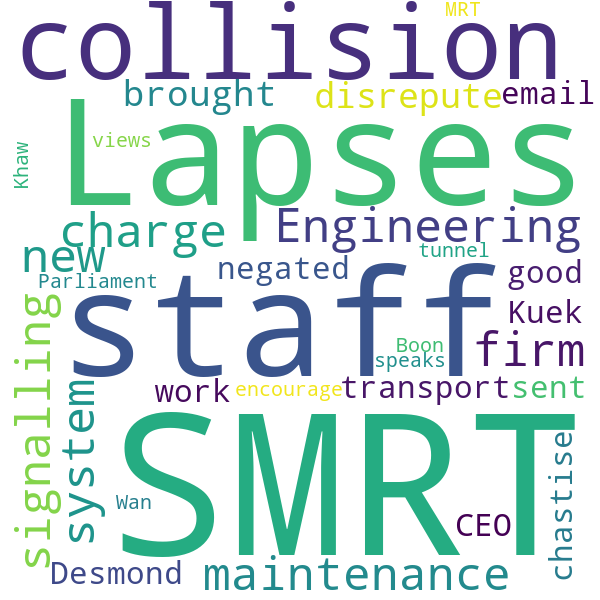 MRT
collision
brought
disrepute
email
Lapses
views
Khaw
charge
Engineering
new
negated
tunnel
Parliament
good
staff
signalling
Kuek
firm
Boon
speaks
system
work
encourage
transport
sent
SMRT
chastise
Wan
CEO
Desmond
maintenance